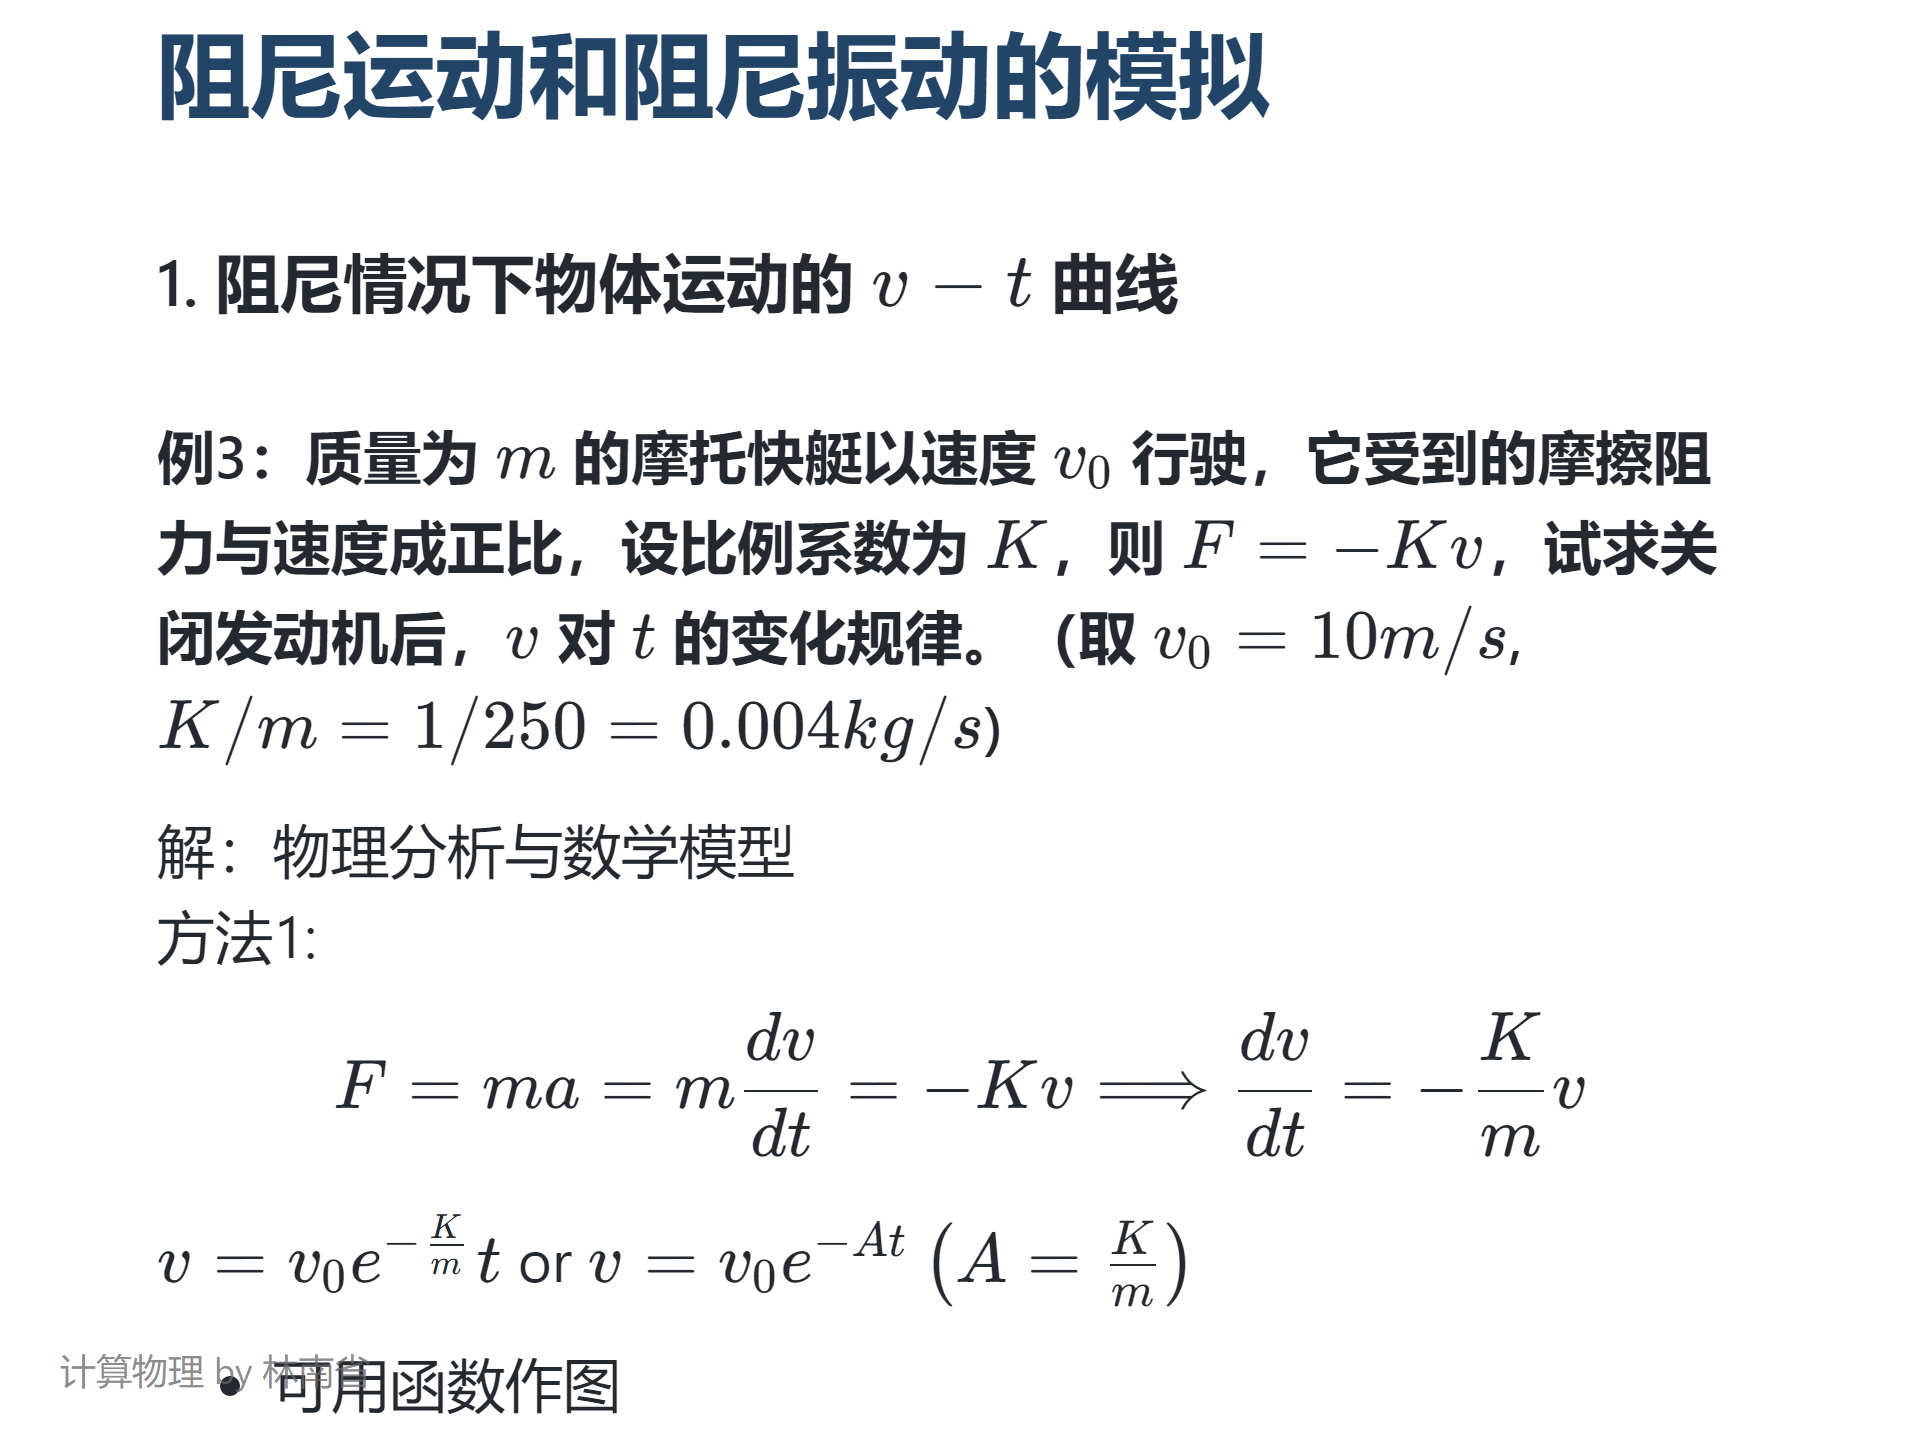 阻尼运动和阻尼振动的模拟
1. 阻尼情况下物体运动的 v − t 曲线
例3：质量为 m 的摩托快艇以速度 v₀ 行驶，它受到的摩擦阻
力与速度成正比，设比例系数为 K，则 F = −Kv，试求关
闭发动机后，v 对 t 的变化规律。（取 v₀ = 10m/s,
K/m = 1/250 = 0.004kg/s）
解：物理分析与数学模型
方法1:
F = ma = m dv/dt = −Kv ⟹ dv/dt = − K/m v
v = v₀e^{−K/m} t or v = v₀e^{−At} (A = K/m)
• 可用函数作图
计算物理 by 林南省